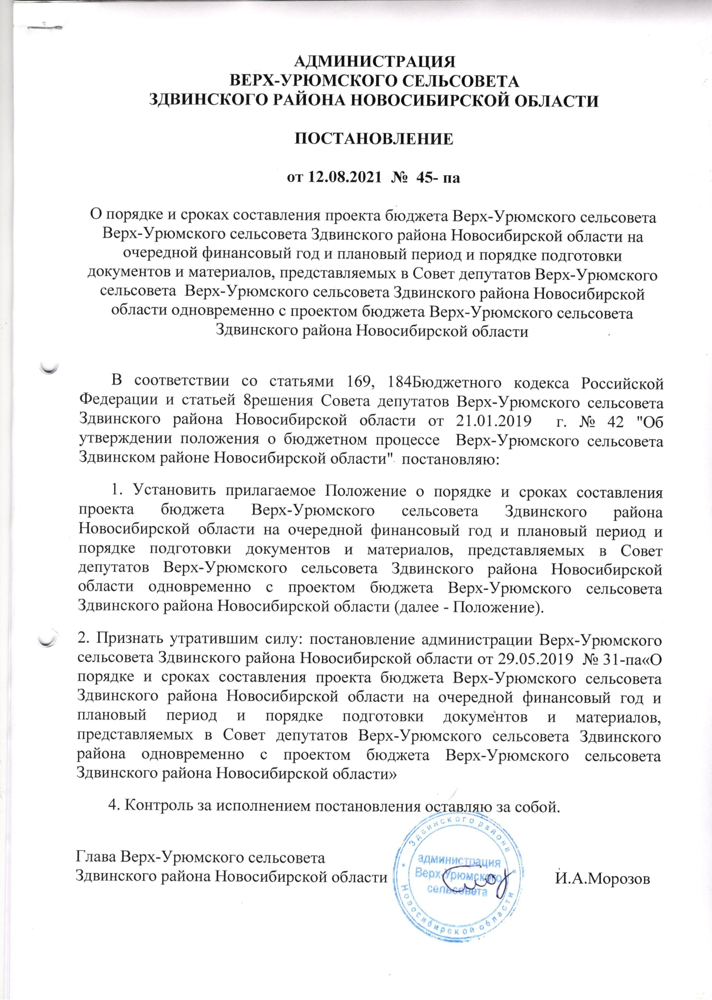 АДМИНИСТРАЦИЯ
ВЕРХ-УРЮМСКОГО СЕЛЬСОВЕТА
ЗДВИНСКОГО РАЙОНА НОВОСИБИРСКОЙ ОБЛАСТИ
ПОСТАНОВЛЕНИЕ
от 12.08.2021 № 45- па
О порядке и сроках составления проекта бюджета Верх-Урюмского сельсовета
Верх-Урюмского сельсовета Здвинского района Новосибирской области на
очередной финансовый год и плановый период и порядке подготовки
документов и материалов, представляемых в Совет депутатов Верх-Урюмского
сельсовета Верх-Урюмского сельсовета Здвинского района Новосибирской
области одновременно с проектом бюджета Верх-Урюмского сельсовета
Здвинского района Новосибирской области
В соответствии со статьями 169, 184Бюджетного кодекса Российской
Федерации и статьей 8решения Совета депутатов Верх-Урюмского сельсовета
Здвинского района Новосибирской области от 21.01.2019 г. № 42 "Об
утверждении положения о бюджетном процессе Верх-Урюмского сельсовета
Здвинском районе Новосибирской области" постановляю:
1. Установить прилагаемое Положение о порядке и сроках составления
проекта бюджета Верх-Урюмского сельсовета Здвинского района
Новосибирской области на очередной финансовый год и плановый период и
порядке подготовки документов и материалов, представляемых в Совет
депутатов Верх-Урюмского сельсовета Здвинского района Новосибирской
области одновременно с проектом бюджета Верх-Урюмского сельсовета
Здвинского района Новосибирской области (далее - Положение).
2. Признать утратившим силу: постановление администрации Верх-Урюмского
сельсовета Здвинского района Новосибирской области от 29.05.2019 № 31-па«О
порядке и сроках составления проекта бюджета Верх-Урюмского сельсовета
Здвинского района Новосибирской области на очередной финансовый год и
плановый период и порядке подготовки документов и материалов,
представляемых в Совет депутатов Верх-Урюмского сельсовета Здвинского
района одновременно с проектом бюджета Верх-Урюмского сельсовета
Здвинского района Новосибирской области»
4. Контроль за исполнением постановления оставляю за собой.
Глава Верх-Урюмского сельсовета
Здвинского района Новосибирской области И.А.Морозов
Здвинского района
администрация
Верх-Урюмского
сельсовета
Новосибирской области